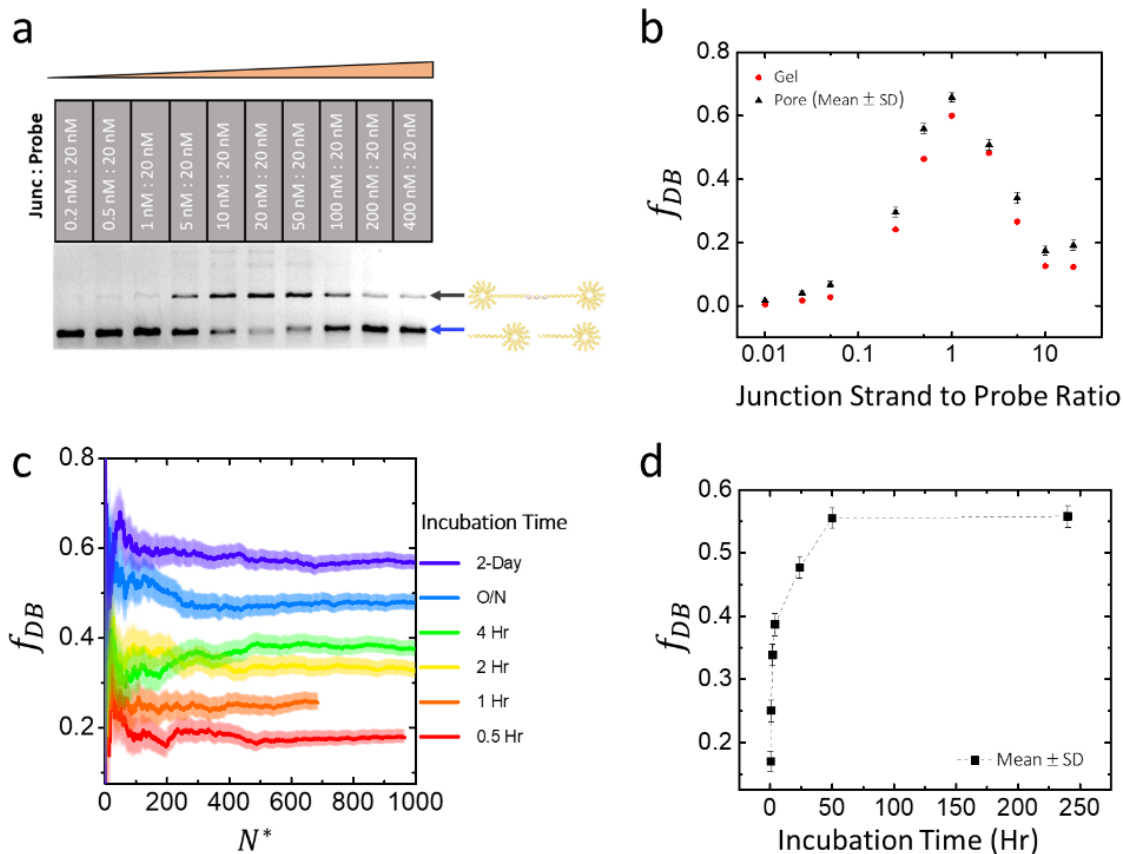 a
Junc : Probe
0.2 nM : 20 nM
0.5 nM : 20 nM
1 nM : 20 nM
5 nM : 20 nM
10 nM : 20 nM
20 nM : 20 nM
50 nM : 20 nM
100 nM : 20 nM
200 nM : 20 nM
400 nM : 20 nM
b
0.8
0.6
0.4
0.2
0.0
f_DB
Gel
Pore (Mean ± SD)
0.01 0.1 1 10
Junction Strand to Probe Ratio
c
0.8
0.6
0.4
0.2
f_DB
0 200 400 600 800 1000
N*
Incubation Time
2-Day
O/N
4 Hr
2 Hr
1 Hr
0.5 Hr
d
0.6
0.5
0.4
0.3
0.2
f_DB
Mean ± SD
0 50 100 150 200 250
Incubation Time (Hr)